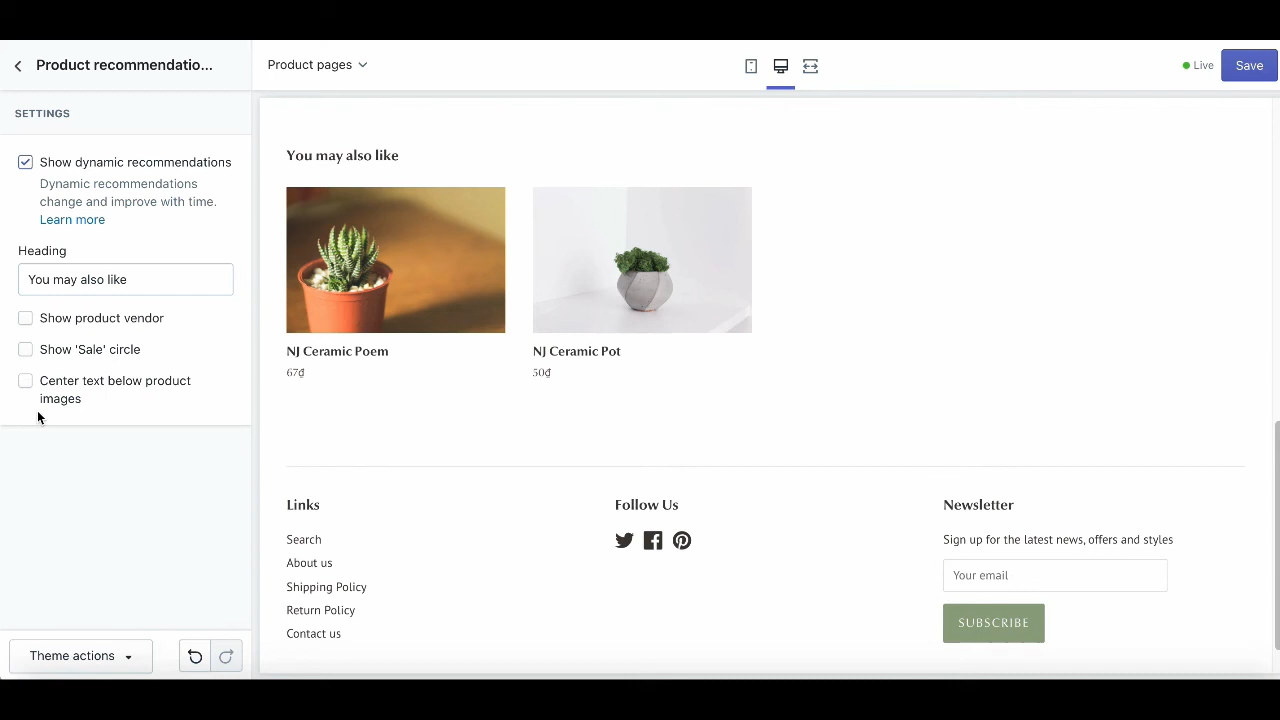 Product recommendatio...
Product pages
Live
Save
SETTINGS
Show dynamic recommendations
Dynamic recommendations
change and improve with time.
Learn more
Heading
You may also like
Show product vendor
Show 'Sale' circle
Center text below product
images
Theme actions
You may also like
NJ Ceramic Poem
67₫
NJ Ceramic Pot
50₫
Links
Search
About us
Shipping Policy
Return Policy
Contact us
Follow Us
Newsletter
Sign up for the latest news, offers and styles
Your email
SUBSCRIBE